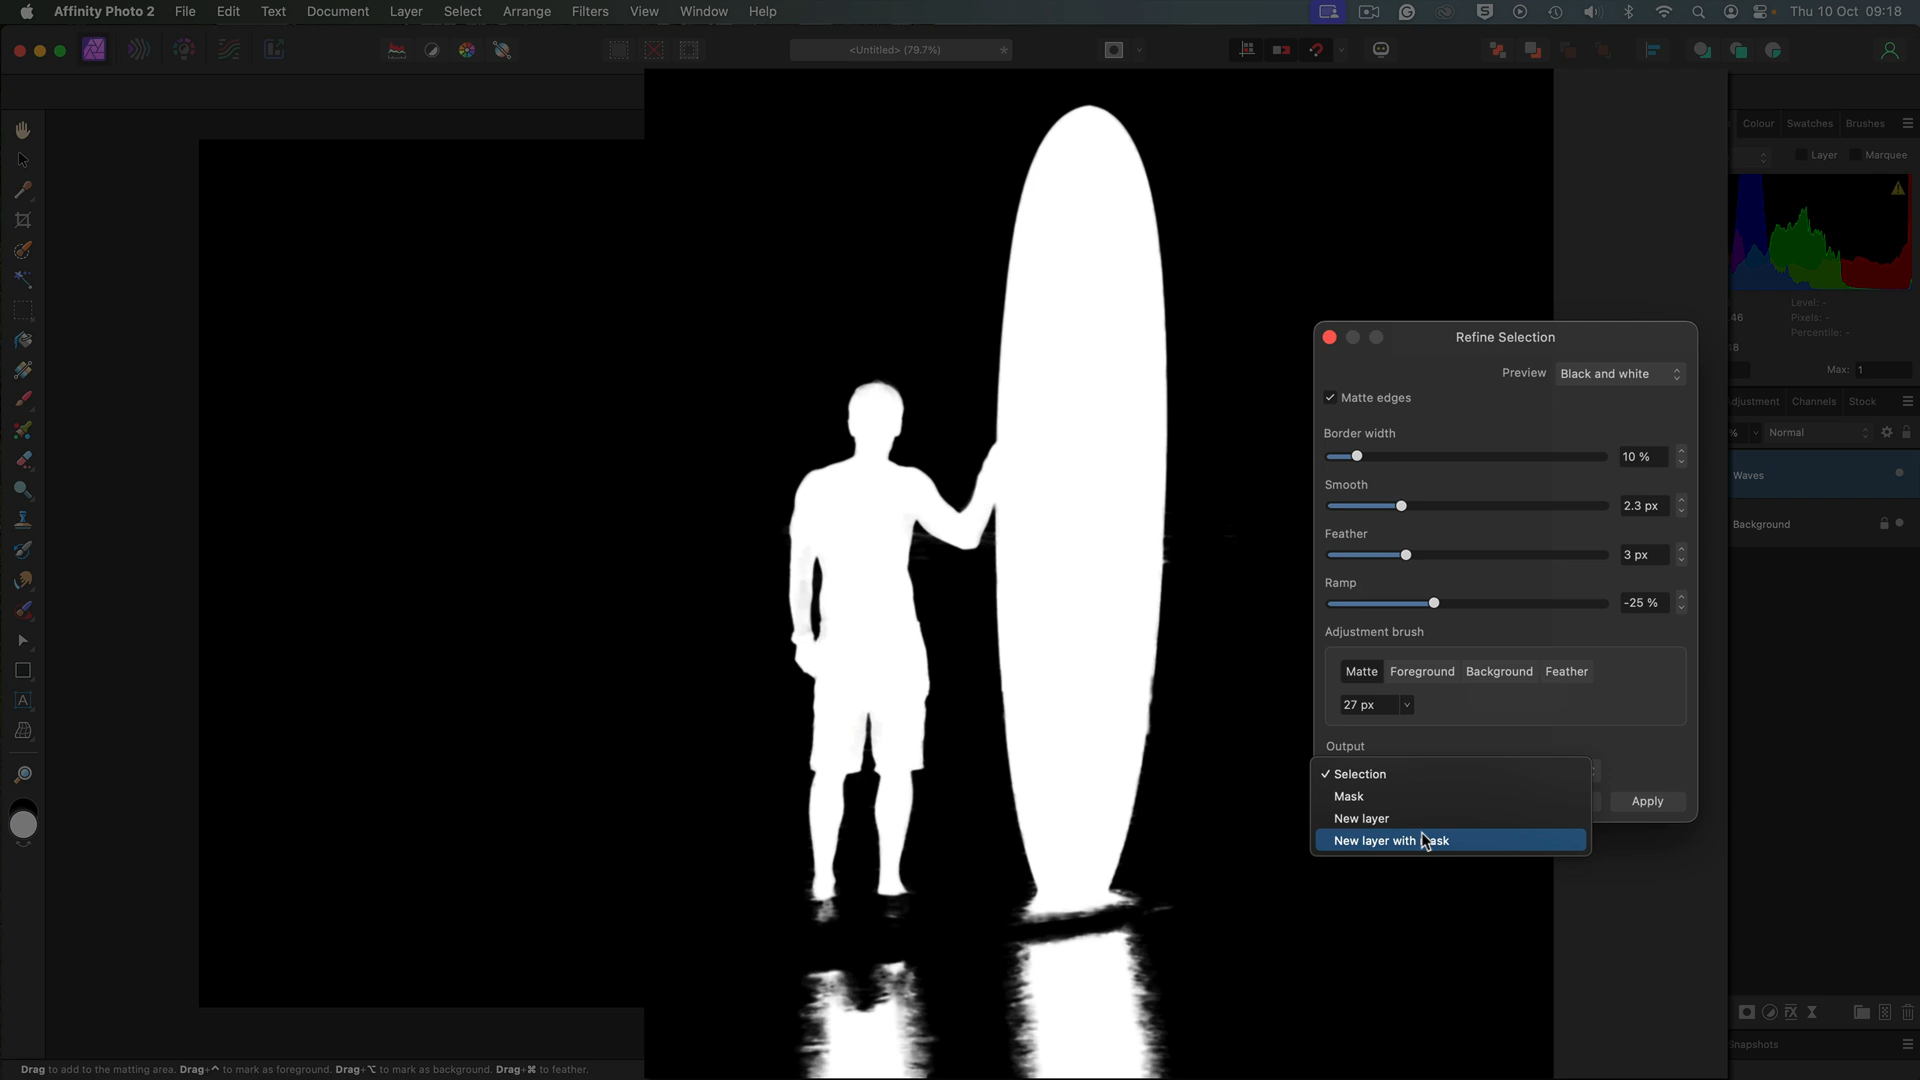 Affinity Photo 2 File Edit Text Document Layer Select Arrange Filters View Window Help Thu 10 Oct 09:18
<Untitled> (79.7%)
Colour Swatches Brushes
Layer Marquee
Level: -
Pixels: -
Percentile: -
Max: 1
Channels Stock
% Normal
Waves
Background
Snapshots
Refine Selection
Preview Black and white
Matte edges
Border width
10 %
Smooth
2.3 px
Feather
3 px
Ramp
-25 %
Adjustment brush
Matte Foreground Background Feather
27 px
Output
Selection
Mask
New layer
New layer with
Apply
Drag to add to the matting area. Drag+⌃ to mark as foreground. Drag+⌥ to mark as background. Drag+⌘ to feather.